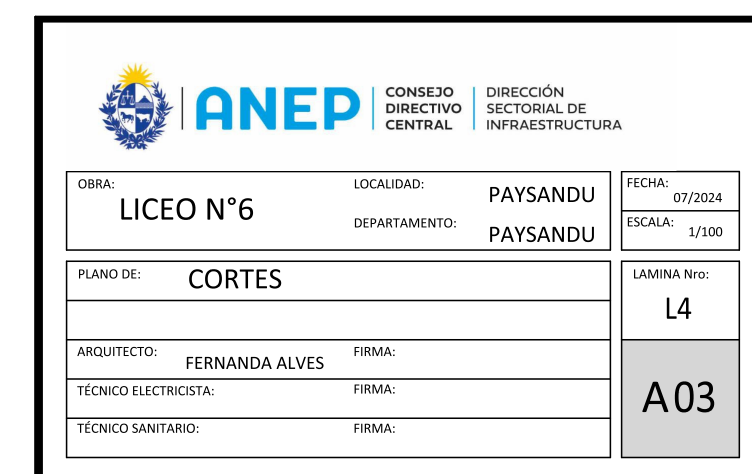 ANEP
CONSEJO
DIRECTIVO
CENTRAL
DIRECCIÓN
SECTORIAL DE
INFRAESTRUCTURA
OBRA:
LICEO N°6
LOCALIDAD:
PAYSANDU
DEPARTAMENTO:
PAYSANDU
FECHA:
07/2024
ESCALA:
1/100
PLANO DE:
CORTES
LAMINA Nro:
L4
ARQUITECTO:
FERNANDA ALVES
FIRMA:
TÉCNICO ELECTRICISTA:
FIRMA:
TÉCNICO SANITARIO:
FIRMA:
A 03